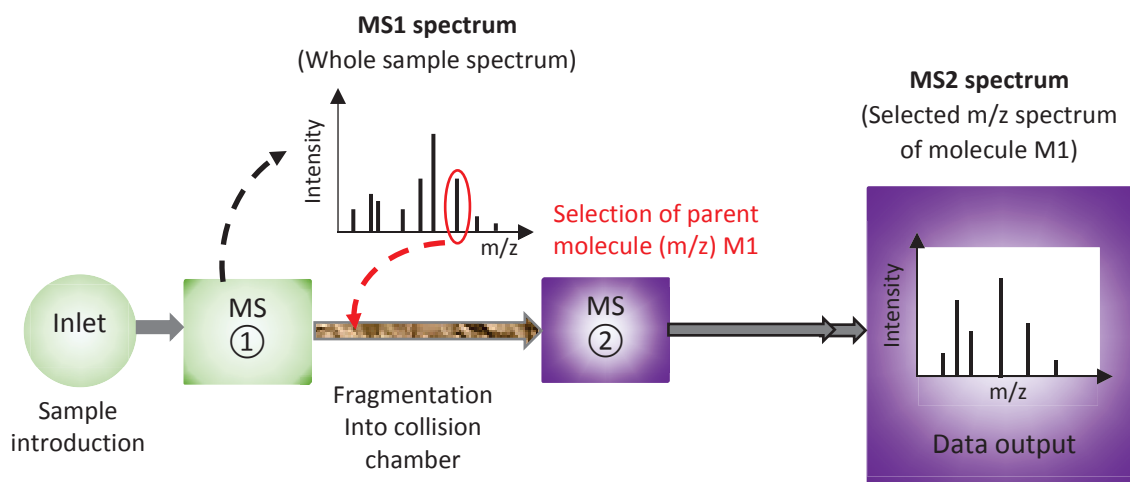 MS1 spectrum
(Whole sample spectrum)
Intensity
m/z
Selection of parent
molecule (m/z) M1
MS2 spectrum
(Selected m/z spectrum
of molecule M1)
Inlet
MS
①
MS
②
Sample
introduction
Fragmentation
Into collision
chamber
Intensity
m/z
Data output